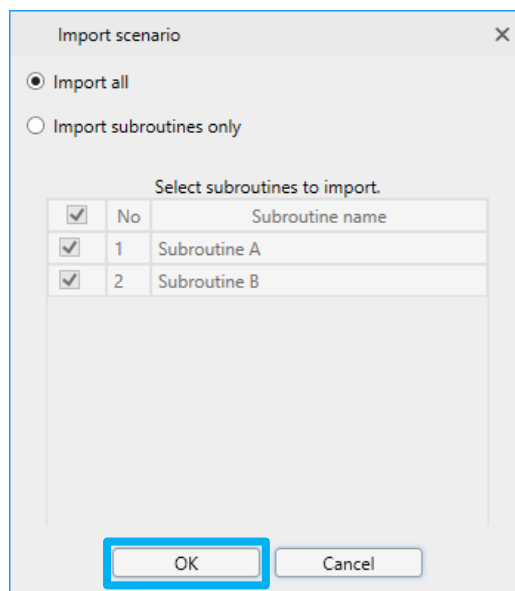 Import scenario
Import all
Import subroutines only
Select subroutines to import.
No Subroutine name
1 Subroutine A
2 Subroutine B
OK Cancel